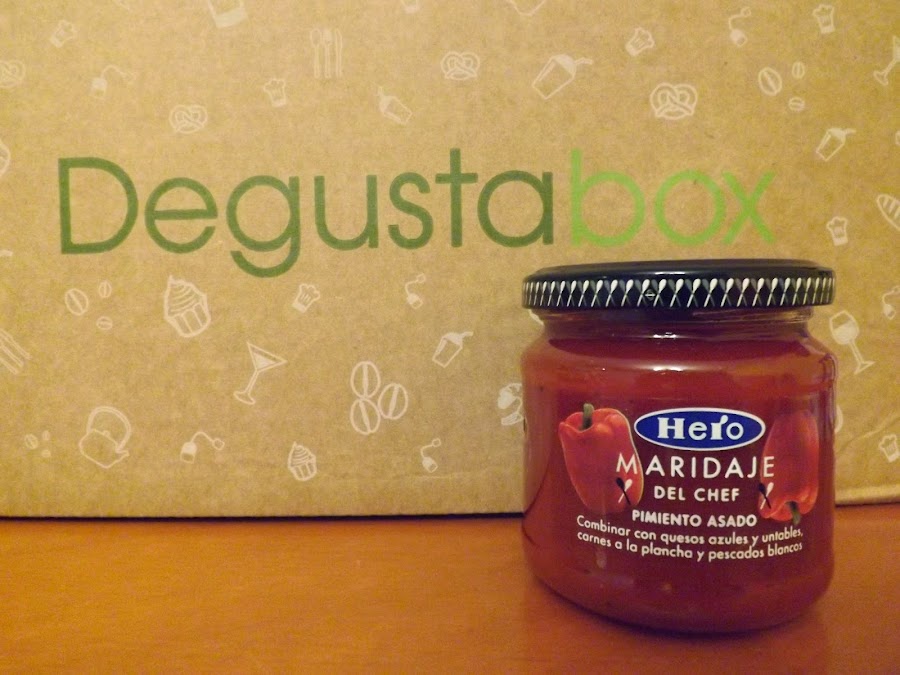 Degustabox
Hero
MARIDAJE
DEL CHEF
PIMIENTO ASADO
Combinar con quesos azules y untables,
carnes a la plancha y pescados blancos